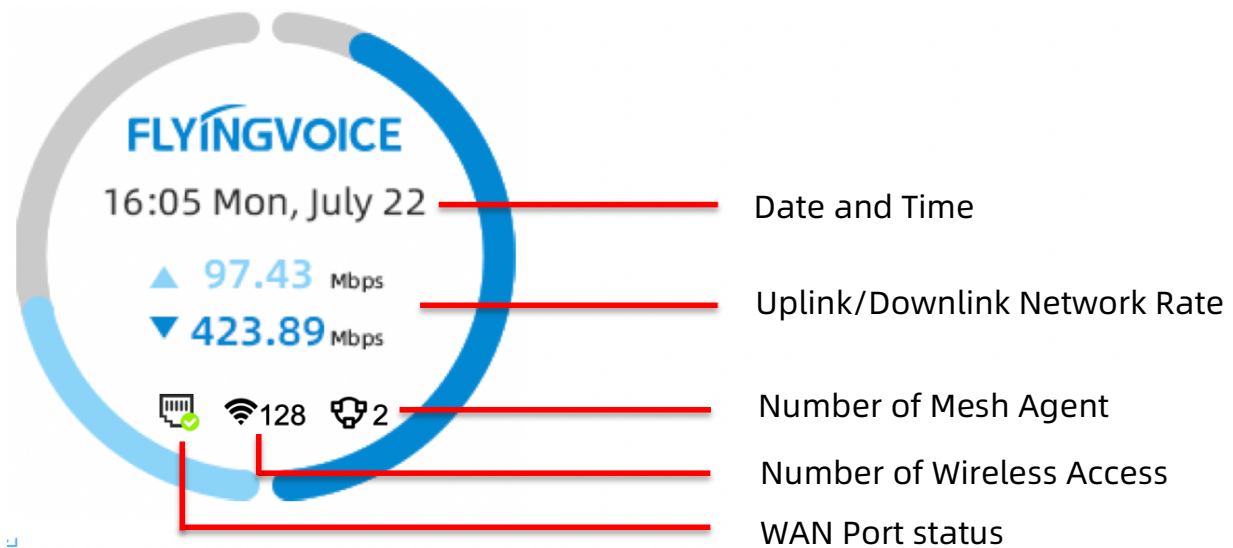 FLYINGVOICE
16:05 Mon, July 22
Date and Time
▲ 97.43 Mbps
Uplink/Downlink Network Rate
▼ 423.89 Mbps
128 2
Number of Mesh Agent
Number of Wireless Access
WAN Port status